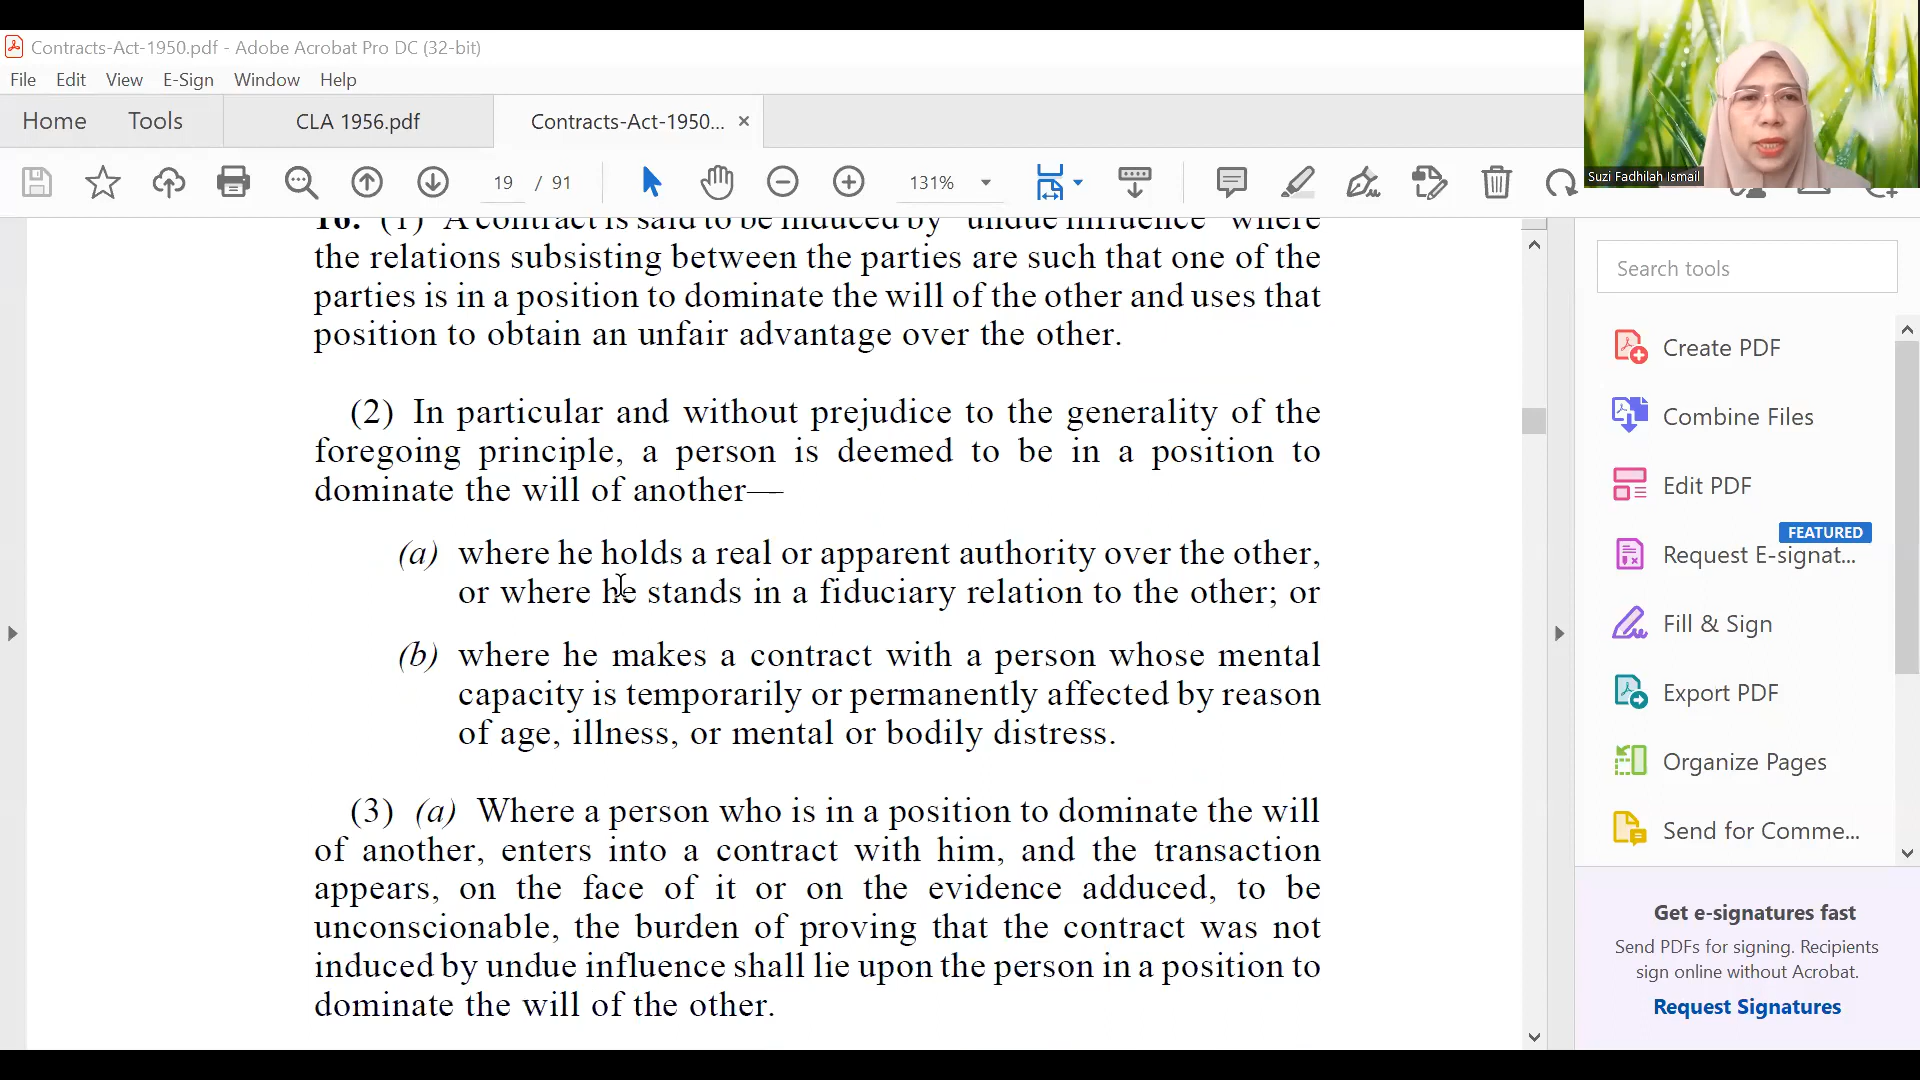 Contracts-Act-1950.pdf - Adobe Acrobat Pro DC (32-bit)
File Edit View E-Sign Window Help
Home Tools CLA 1956.pdf Contracts-Act-1950... ×
19 / 91 131%
Suzi Fadhilah Ismail
16. (1) A contract is said to be induced by "undue influence" where
the relations subsisting between the parties are such that one of the
parties is in a position to dominate the will of the other and uses that
position to obtain an unfair advantage over the other.
(2) In particular and without prejudice to the generality of the
foregoing principle, a person is deemed to be in a position to
dominate the will of another—
(a) where he holds a real or apparent authority over the other,
or where he stands in a fiduciary relation to the other; or
(b) where he makes a contract with a person whose mental
capacity is temporarily or permanently affected by reason
of age, illness, or mental or bodily distress.
(3) (a) Where a person who is in a position to dominate the will
of another, enters into a contract with him, and the transaction
appears, on the face of it or on the evidence adduced, to be
unconscionable, the burden of proving that the contract was not
induced by undue influence shall lie upon the person in a position to
dominate the will of the other.
Search tools
Create PDF
Combine Files
Edit PDF
FEATURED
Request E-signat...
Fill & Sign
Export PDF
Organize Pages
Send for Comme...
Get e-signatures fast
Send PDFs for signing. Recipients
sign online without Acrobat.
Request Signatures